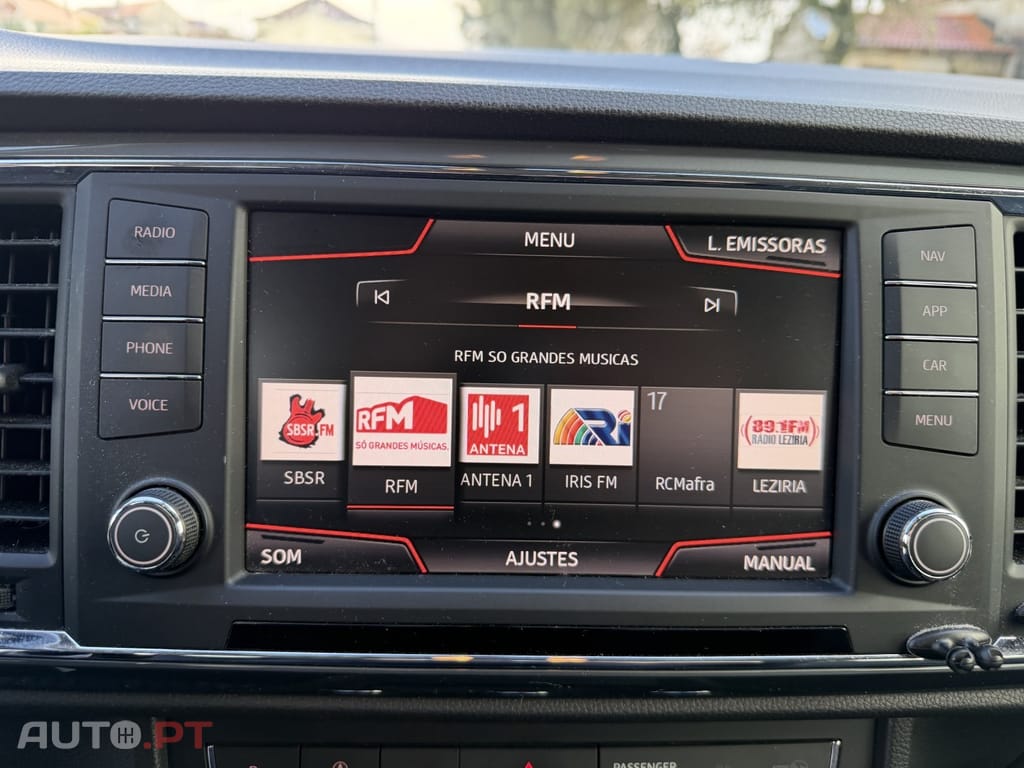 RADIO
MEDIA
PHONE
VOICE
MENU
L. EMISSORAS
RFM
RFM SO GRANDES MUSICAS
SBSR.FM
SBSR
RFM
SÓ GRANDES MÚSICAS.
RFM
1
ANTENA
ANTENA 1
IRIS FM
17
RCMafra
89.1FM
RÁDIO LEZÍRIA
LEZIRIA
SOM
AJUSTES
MANUAL
NAV
APP
CAR
MENU
AUTO.PT
PASSENGER